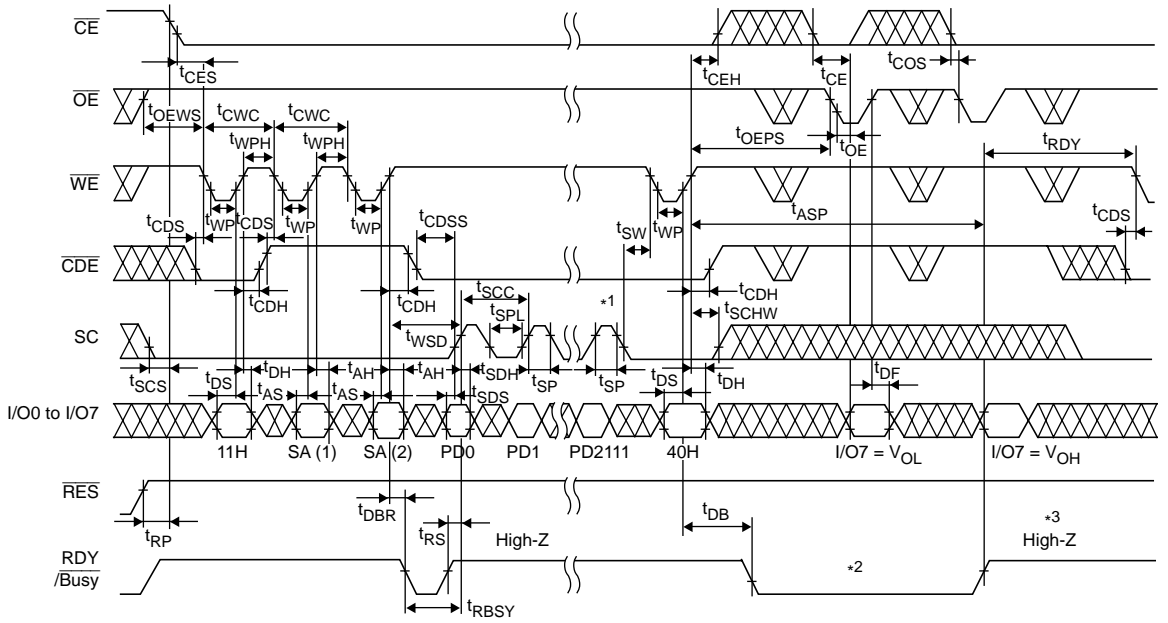 CE
tCES
tCEH
tCE
tCOS
OE
tOEWS
tCWC
tCWC
tWPH
tWPH
tOEPS
tOE
tRDY
WE
tCDS
tWP
tCDS
tWP
tWP
tCDSS
tSW
tWP
tASP
tCDS
CDE
tCDH
tCDH
tSCC
*1
tCDH
tSPL
tSCHW
SC
tWSD
tSCS
tDS
tDH
tAS
tAH
tAS
tAH
tSDH
tSDS
tSP
tSP
tDS
tDH
tDF
I/O0 to I/O7
11H
SA (1)
SA (2)
PD0
PD1
PD2111
40H
I/O7 = VOL
I/O7 = VOH
RES
tRP
tDBR
tRS
High-Z
tDB
*3
High-Z
RDY
/Busy
*2
tRBSY